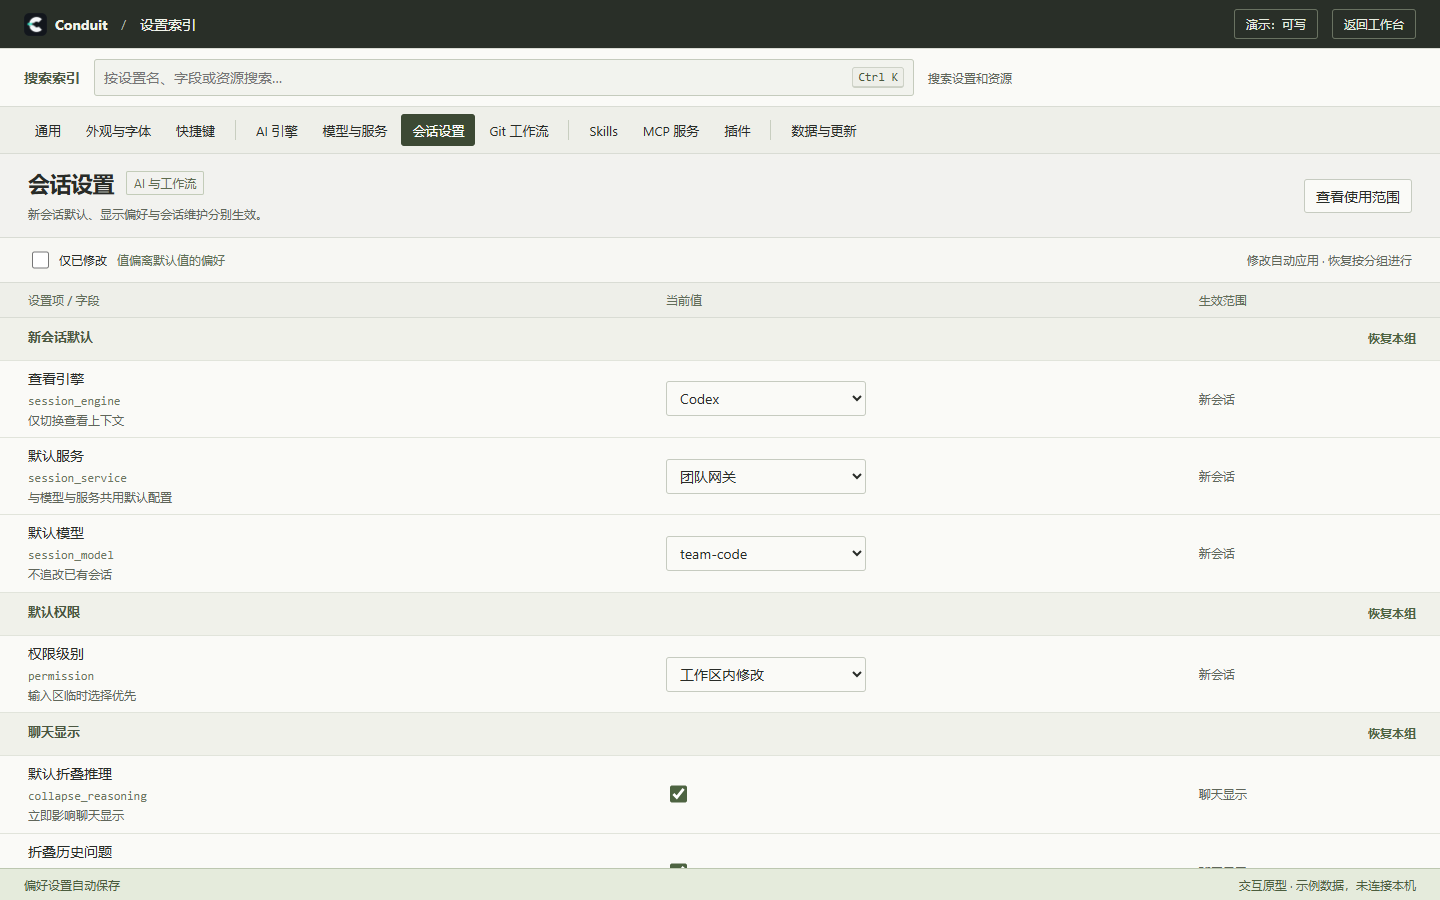 Conduit / 设置索引
演示：可写
返回工作台
搜索索引
按设置名、字段或资源搜索...
Ctrl K
搜索设置和资源
通用
外观与字体
快捷键
AI 引擎
模型与服务
会话设置
Git 工作流
Skills
MCP 服务
插件
数据与更新
会话设置
AI 与工作流
新会话默认、显示偏好与会话维护分别生效。
查看使用范围
仅已修改
值偏离默认值的偏好
修改自动应用 · 恢复按分组进行
设置项 / 字段
当前值
生效范围
新会话默认
恢复本组
查看引擎
session_engine
仅切换查看上下文
Codex
新会话
默认服务
session_service
与模型与服务共用默认配置
团队网关
新会话
默认模型
session_model
不追改已有会话
team-code
新会话
默认权限
恢复本组
权限级别
permission
输入区临时选择优先
工作区内修改
新会话
聊天显示
恢复本组
默认折叠推理
collapse_reasoning
立即影响聊天显示
聊天显示
折叠历史问题
偏好设置自动保存
交互原型 · 示例数据，未连接本机